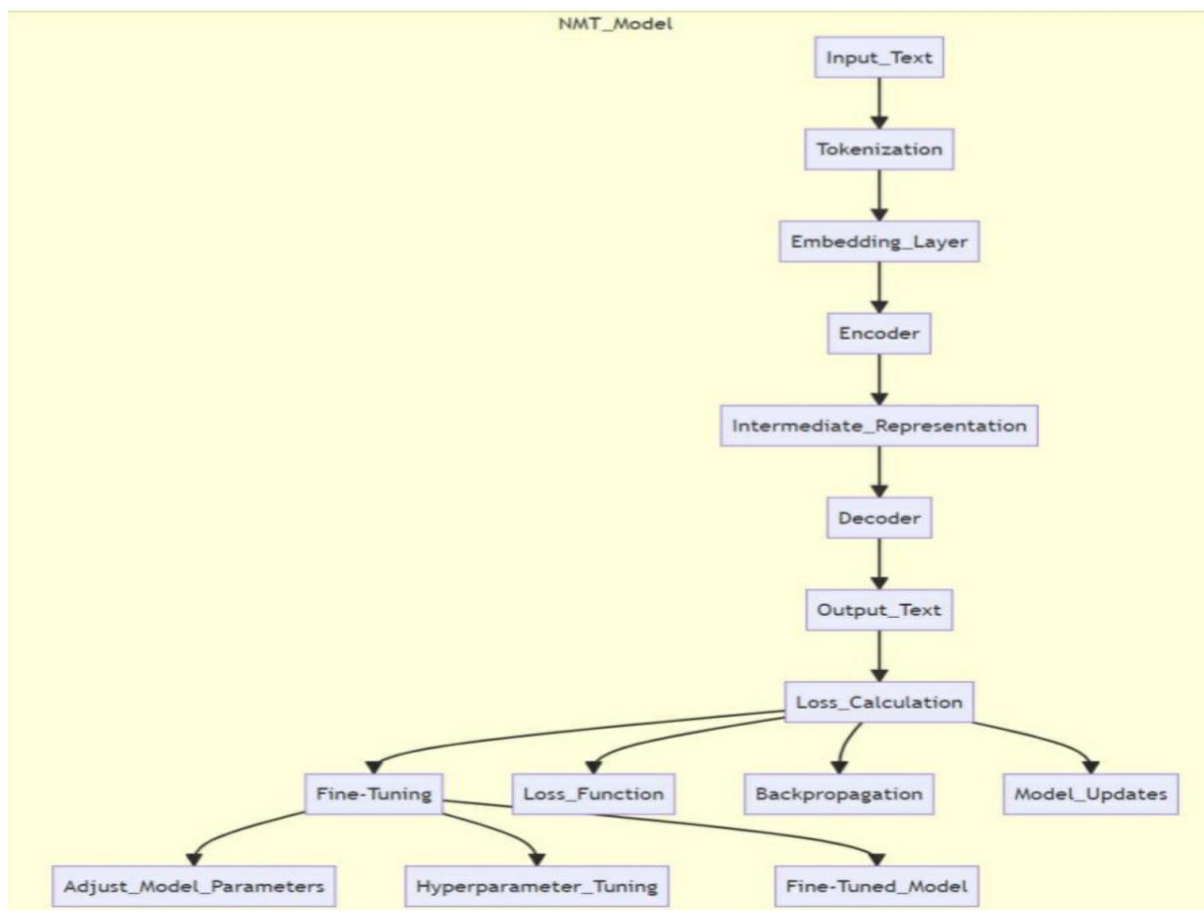 NMT_Model
Input_Text
Tokenization
Embedding_Layer
Encoder
Intermediate_Representation
Decoder
Output_Text
Loss_Calculation
Fine-Tuning Loss_Function Backpropagation Model_Updates
Adjust_Model_Parameters Hyperparameter_Tuning Fine-Tuned_Model